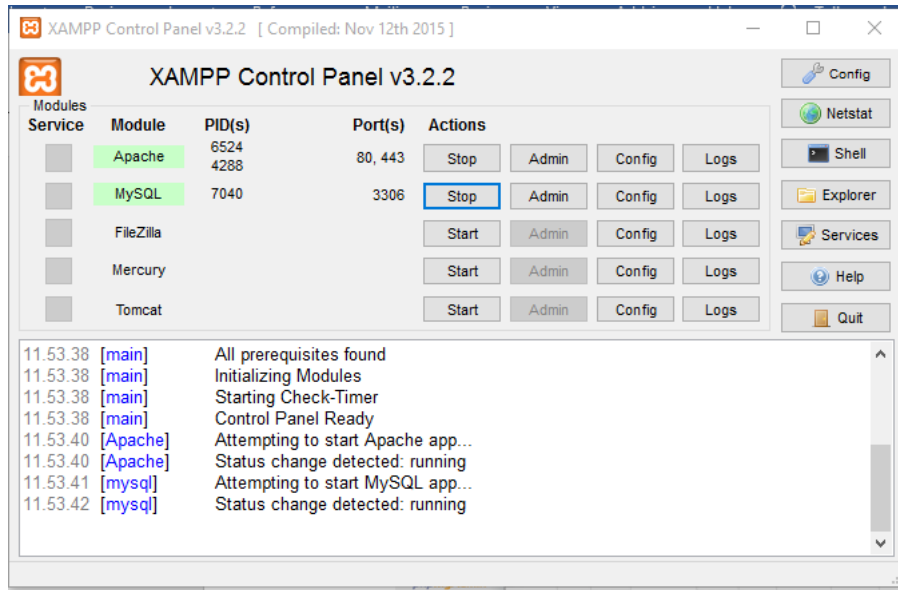 XAMPP Control Panel v3.2.2 [ Compiled: Nov 12th 2015 ]
XAMPP Control Panel v3.2.2
Config
Netstat
Shell
Explorer
Services
Help
Quit
Modules
Service Module PID(s) Port(s) Actions
Apache 6524 4288 80, 443 Stop Admin Config Logs
MySQL 7040 3306 Stop Admin Config Logs
FileZilla Start Admin Config Logs
Mercury Start Admin Config Logs
Tomcat Start Admin Config Logs
11.53.38 [main] All prerequisites found
11.53.38 [main] Initializing Modules
11.53.38 [main] Starting Check-Timer
11.53.38 [main] Control Panel Ready
11.53.40 [Apache] Attempting to start Apache app...
11.53.40 [Apache] Status change detected: running
11.53.41 [mysql] Attempting to start MySQL app...
11.53.42 [mysql] Status change detected: running